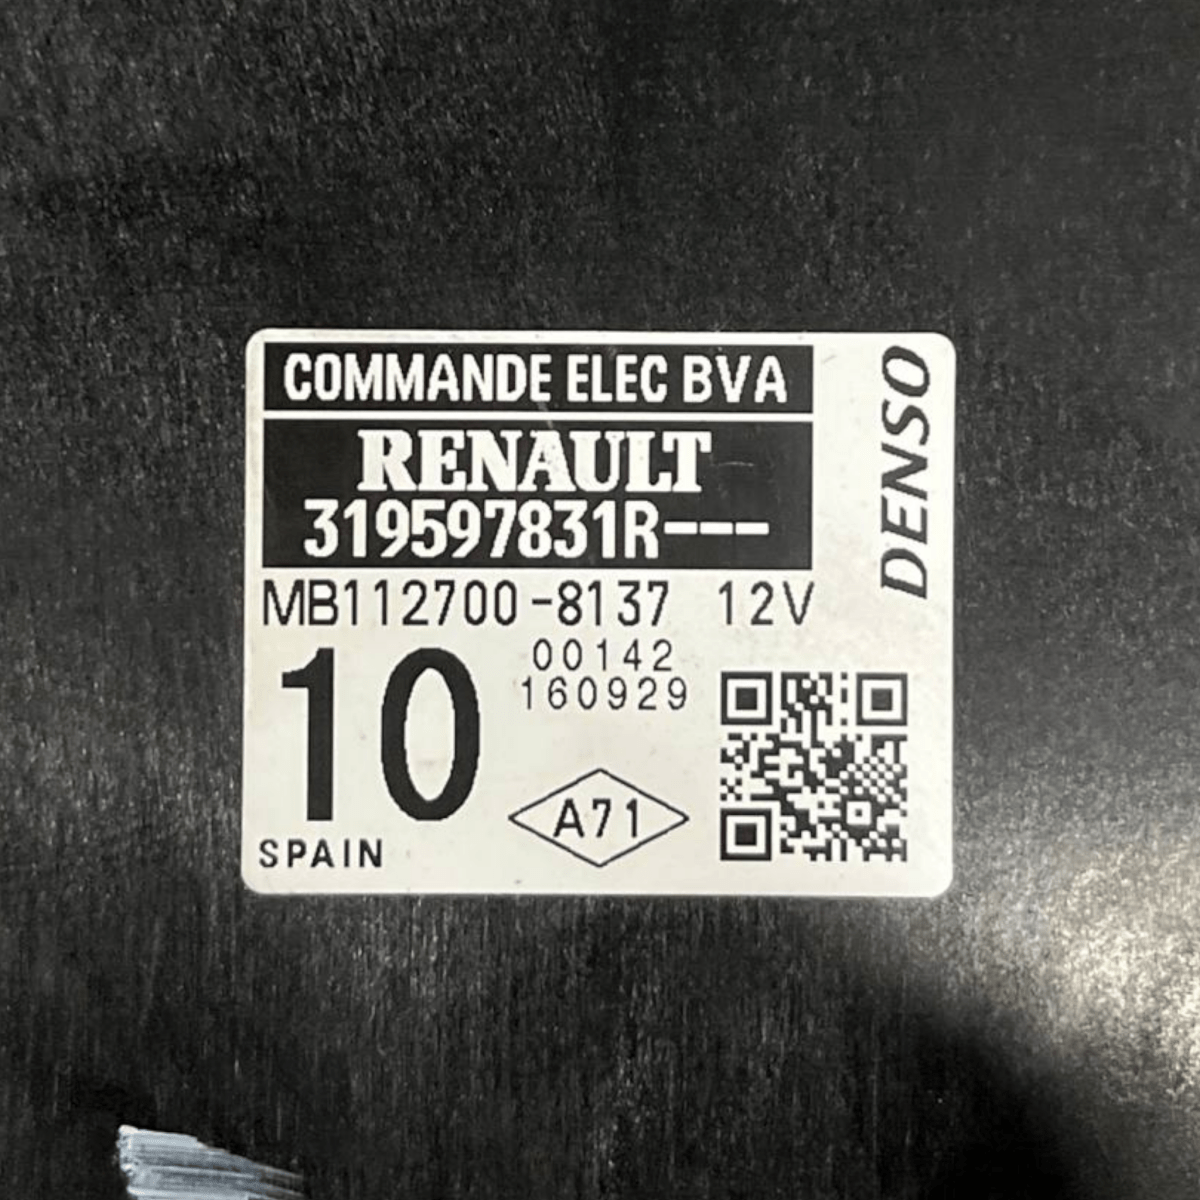 COMMANDE ELEC BVA
RENAULT
319597831R---
DENSO
MB112700-8137 12V
00142
160929
10
A71
SPAIN